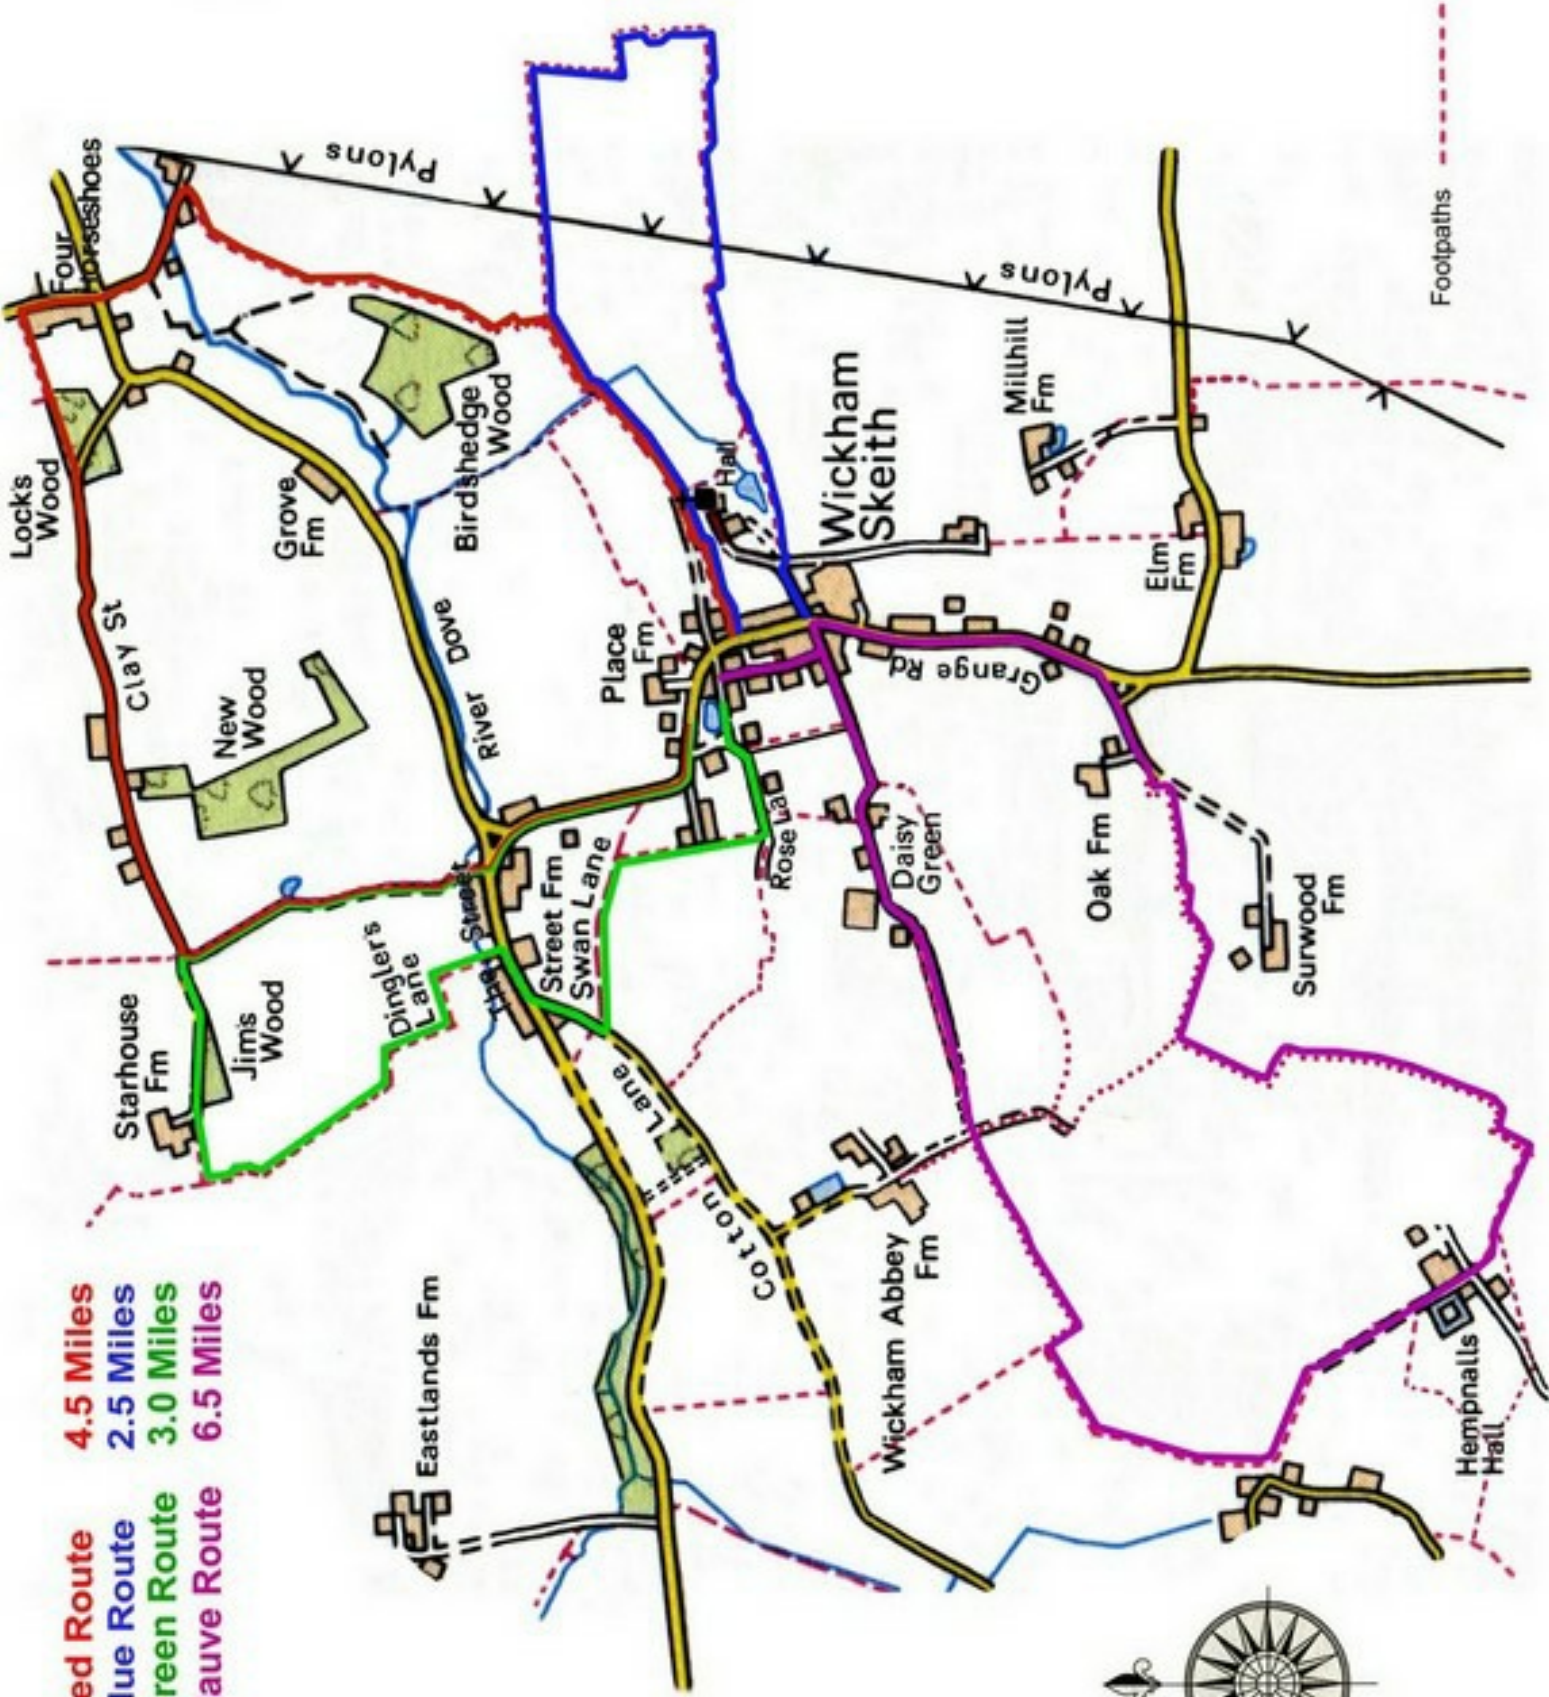 ed Route 4.5 Miles
lue Route 2.5 Miles
reen Route 3.0 Miles
auve Route 6.5 Miles
Starhouse
Fm
Jim's
Wood
Locks
Wood
Four
horseshoes
Clay St
New
Wood
Grove
Fm
Pylons
Dingler's
Lane
The Street
River Dove
Birdshedge
Wood
Eastlands Fm
Street Fm
Swan Lane
Place
Fm
Hall
Cotton Lane
Rose La
Wickham
Skeith
Daisy
Green
Grange Rd
Wickham Abbey
Fm
Millhill
Fm
Pylons
Oak Fm
Elm
Fm
Surwood
Fm
Hempnalls
Hall
Footpaths